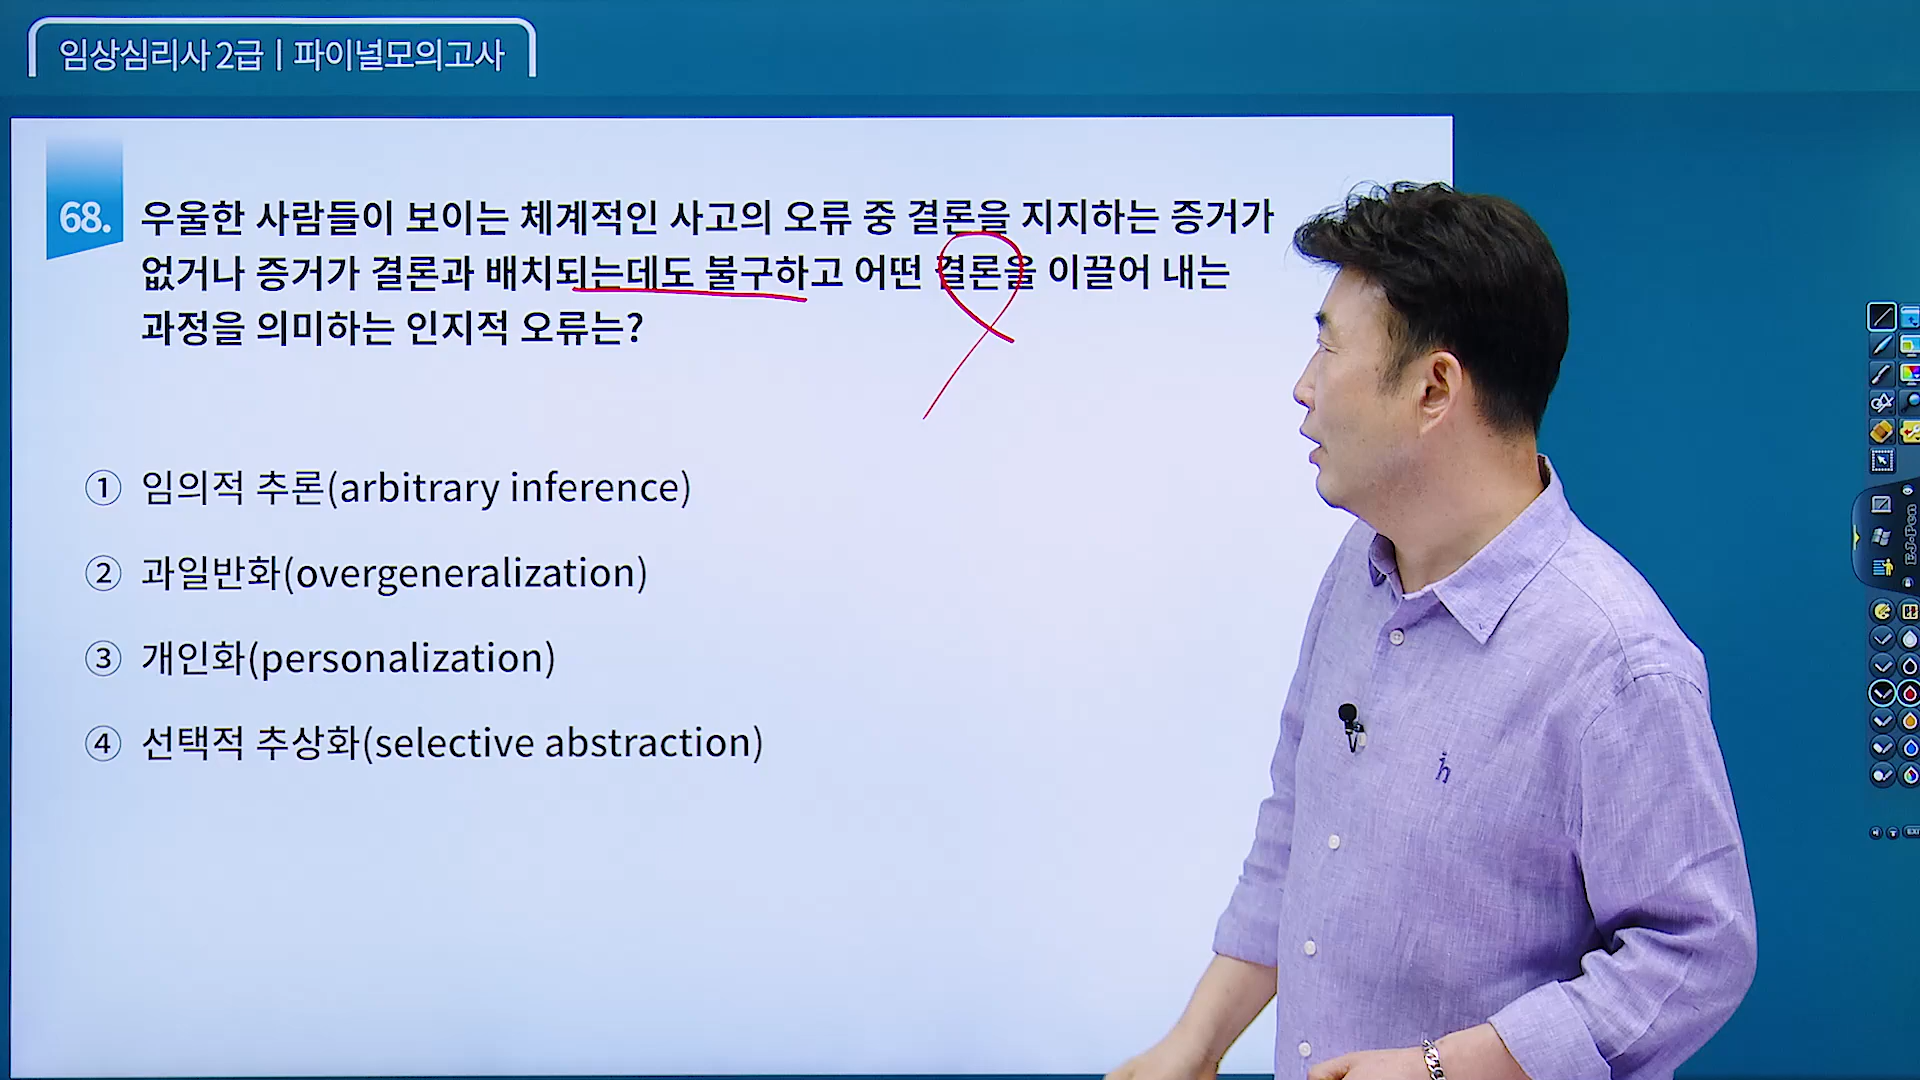 임상심리사 2급 | 파이널모의고사
68. 우울한 사람들이 보이는 체계적인 사고의 오류 중 결론을 지지하는 증거가
없거나 증거가 결론과 배치되는데도 불구하고 어떤 결론을 이끌어 내는
과정을 의미하는 인지적 오류는?
① 임의적 추론(arbitrary inference)
② 과일반화(overgeneralization)
③ 개인화(personalization)
④ 선택적 추상화(selective abstraction)
EJ-Pen
EXI